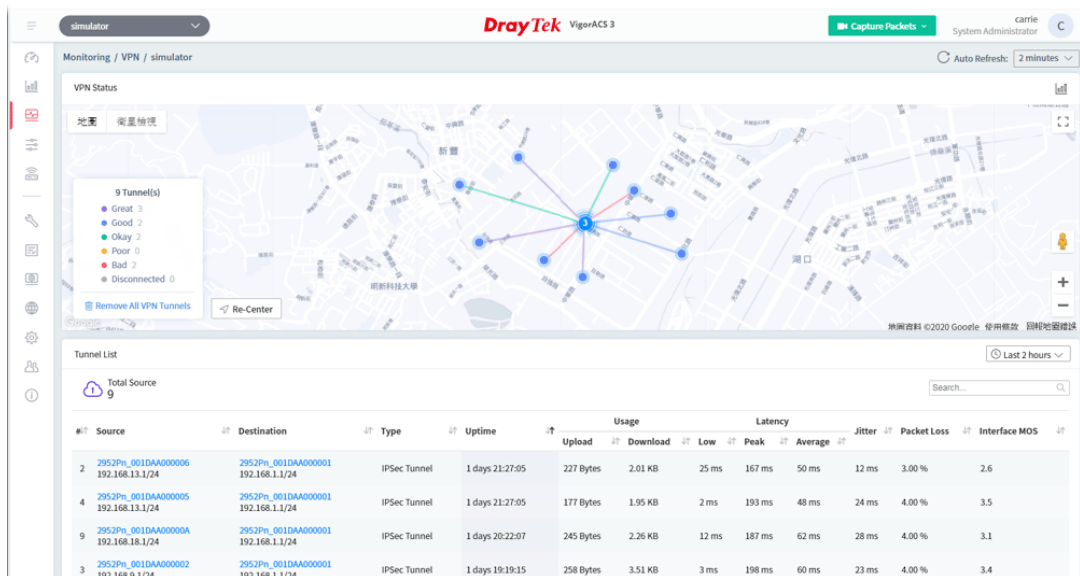 simulator
DrayTek VigorACS 3
Capture Packets
carrie
System Administrator
C
Monitoring / VPN / simulator
Auto Refresh: 2 minutes
VPN Status
地圖 衛星檢視
新豐
湖口
明新科技大學
3
9 Tunnel(s)
Great 3
Good 2
Okay 2
Poor 0
Bad 2
Disconnected 0
Remove All VPN Tunnels
Re-Center
Google
地圖資料 ©2020 Google 使用條款 回報地圖錯誤
Tunnel List
Last 2 hours
Total Source
9
Search...
Usage Latency
# Source Destination Type Uptime Upload Download Low Peak Average Jitter Packet Loss Interface MOS
2 2952Pn_001DAA000006 2952Pn_001DAA000001 IPSec Tunnel 1 days 21:27:05 227 Bytes 2.01 KB 25 ms 167 ms 50 ms 12 ms 3.00 % 2.6
192.168.13.1/24 192.168.1.1/24
4 2952Pn_001DAA000005 2952Pn_001DAA000001 IPSec Tunnel 1 days 21:27:05 177 Bytes 1.95 KB 2 ms 193 ms 48 ms 24 ms 4.00 % 3.5
192.168.13.1/24 192.168.1.1/24
9 2952Pn_001DAA00000A 2952Pn_001DAA000001 IPSec Tunnel 1 days 20:22:07 245 Bytes 2.26 KB 12 ms 187 ms 62 ms 28 ms 4.00 % 3.1
192.168.18.1/24 192.168.1.1/24
3 2952Pn_001DAA000002 2952Pn_001DAA000001 IPSec Tunnel 1 days 19:19:15 258 Bytes 3.51 KB 3 ms 198 ms 60 ms 23 ms 4.00 % 3.4
192.168.9.1/24 192.168.1.1/24